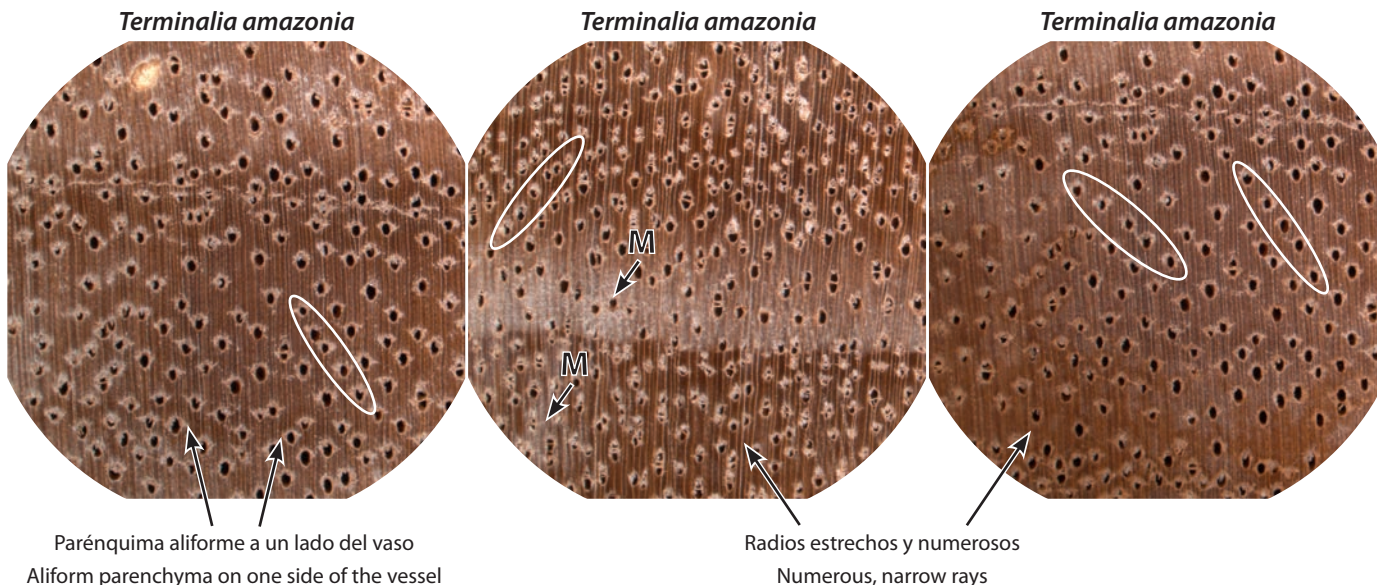 Terminalia amazonia
Terminalia amazonia
Terminalia amazonia
M
M
Parénquima aliforme a un lado del vaso
Aliform parenchyma on one side of the vessel
Radios estrechos y numerosos
Numerous, narrow rays